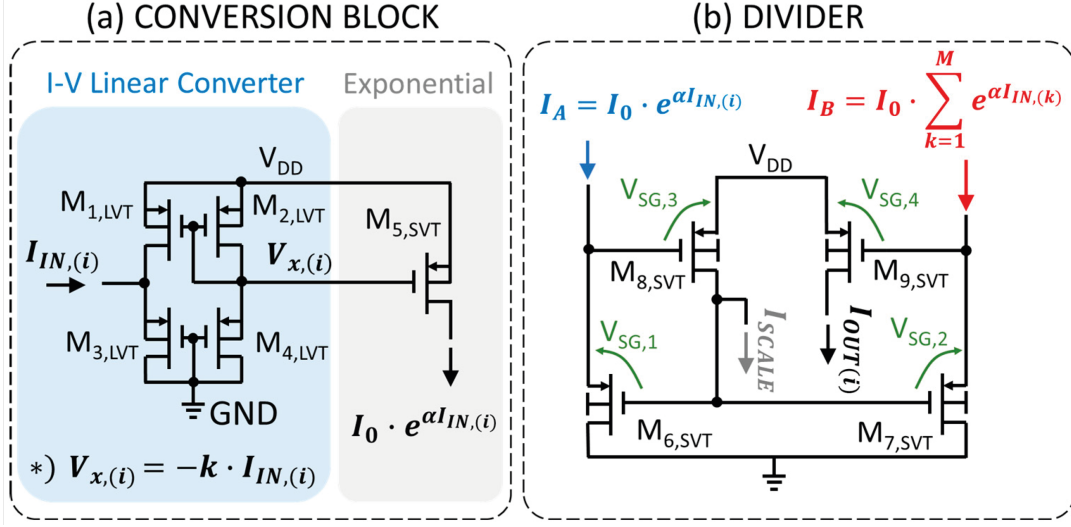 (a) CONVERSION BLOCK
I-V Linear Converter
Exponential
V_DD
M_1,LVT
M_2,LVT
M_5,SVT
I_IN,(i)
V_x,(i)
M_3,LVT
M_4,LVT
GND
I_0 · e^{αI_IN,(i)}
*) V_x,(i) = −k · I_IN,(i)
(b) DIVIDER
I_A = I_0 · e^{αI_IN,(i)}
I_B = I_0 · ∑_{k=1}^{M} e^{αI_IN,(k)}
V_DD
V_SG,3
V_SG,4
M_8,SVT
M_9,SVT
I_SCALE
I_OUT(i)
V_SG,1
V_SG,2
M_6,SVT
M_7,SVT